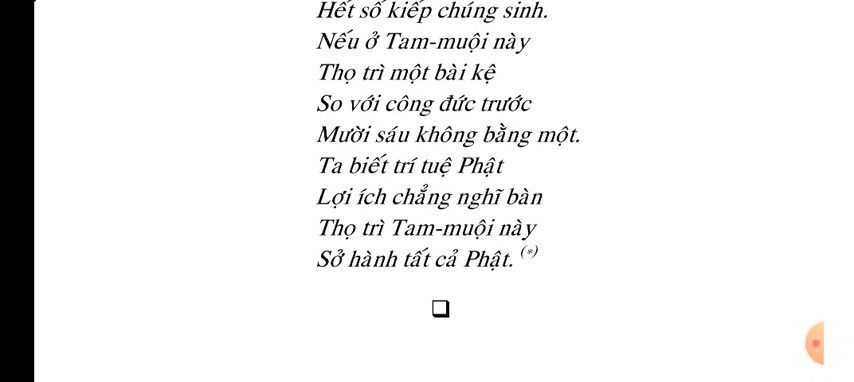 Hết số kiếp chúng sinh.
Nếu ở Tam-muội này
Thọ trì một bài kệ
So với công đức trước
Mười sáu không bằng một.
Ta biết trí tuệ Phật
Lợi ích chẳng nghĩ bàn
Thọ trì Tam-muội này
Sở hành tất cả Phật. (*)